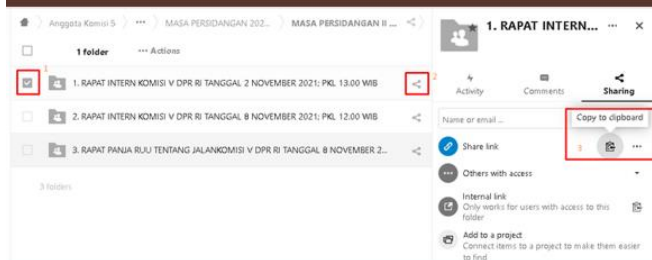 Anggota Komisi 5 ••• MASA PERSIDANGAN 202... MASA PERSIDANGAN II ...
1 folder ••• Actions
1
1. RAPAT INTERN KOMISI V DPR RI TANGGAL 2 NOVEMBER 2021; PKL 13.00 WIB
2
2. RAPAT INTERN KOMISI V DPR RI TANGGAL 8 NOVEMBER 2021; PKL. 12.00 WIB
3. RAPAT PANJA RUU TENTANG JALANKOMISI V DPR RI TANGGAL 8 NOVEMBER 2...
3 folders
1. RAPAT INTERN... ••• ×
Activity Comments Sharing
Name or email ...
Copy to clipboard
Share link 3 •••
Others with access
Internal link
Only works for users with access to this
folder
Add to a project
Connect items to a project to make them easier
to find